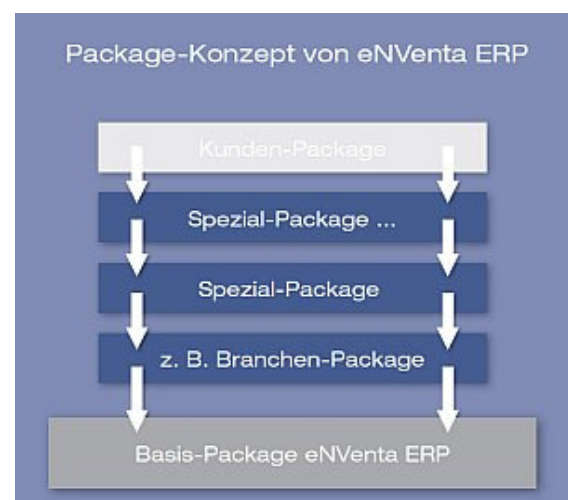 Package-Konzept von eNVenta ERP
Kunden-Package
Spezial-Package ...
Spezial-Package
z. B. Branchen-Package
Basis-Package eNVenta ERP